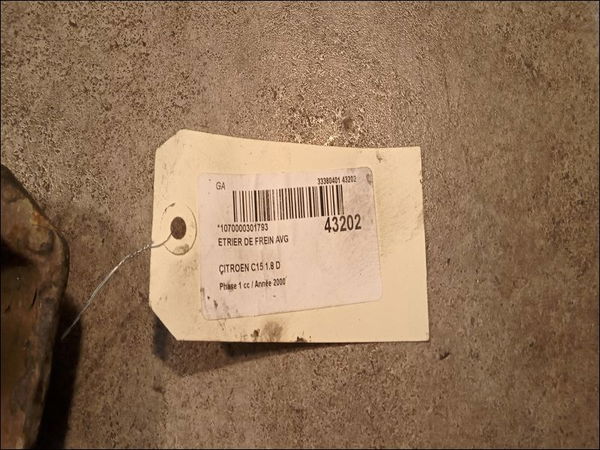 GA 33380401 43202
*1070000301793 43202
ETRIER DE FREIN AVG
CITROEN C15 1.8 D
Phase 1 cc / Année 2000